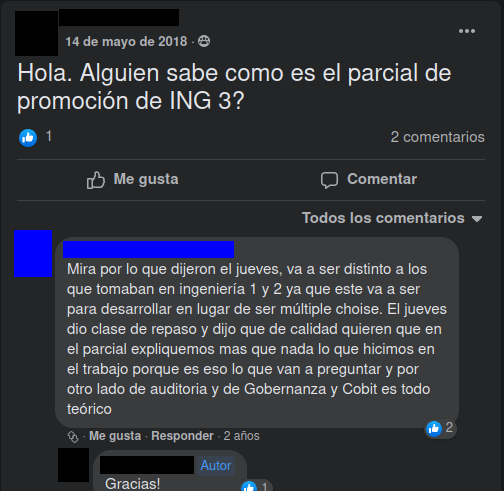 14 de mayo de 2018 ·
Hola. Alguien sabe como es el parcial de
promoción de ING 3?
1
2 comentarios
Me gusta
Comentar
Todos los comentarios
Mira por lo que dijeron el jueves, va a ser distinto a los
que tomaban en ingeniería 1 y 2 ya que este va a ser
para desarrollar en lugar de ser múltiple choise. El jueves
dio clase de repaso y dijo que de calidad quieren que en
el parcial expliquemos mas que nada lo que hicimos en
el trabajo porque es eso lo que van a preguntar y por
otro lado de auditoria y de Gobernanza y Cobit es todo
teórico
2
· Me gusta · Responder · 2 años
Autor
Gracias!
1